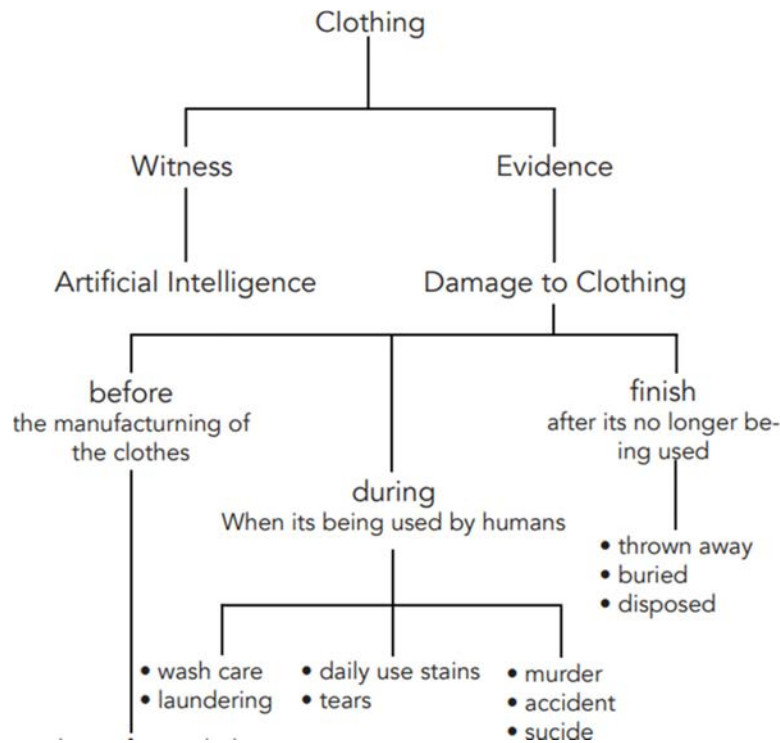 Clothing
Witness
Evidence
Artificial Intelligence
Damage to Clothing
before
the manufacturning of
the clothes
finish
after its no longer be-
ing used
during
When its being used by humans
• thrown away
• buried
• disposed
• wash care
• laundering
• daily use stains
• tears
• murder
• accident
• sucide